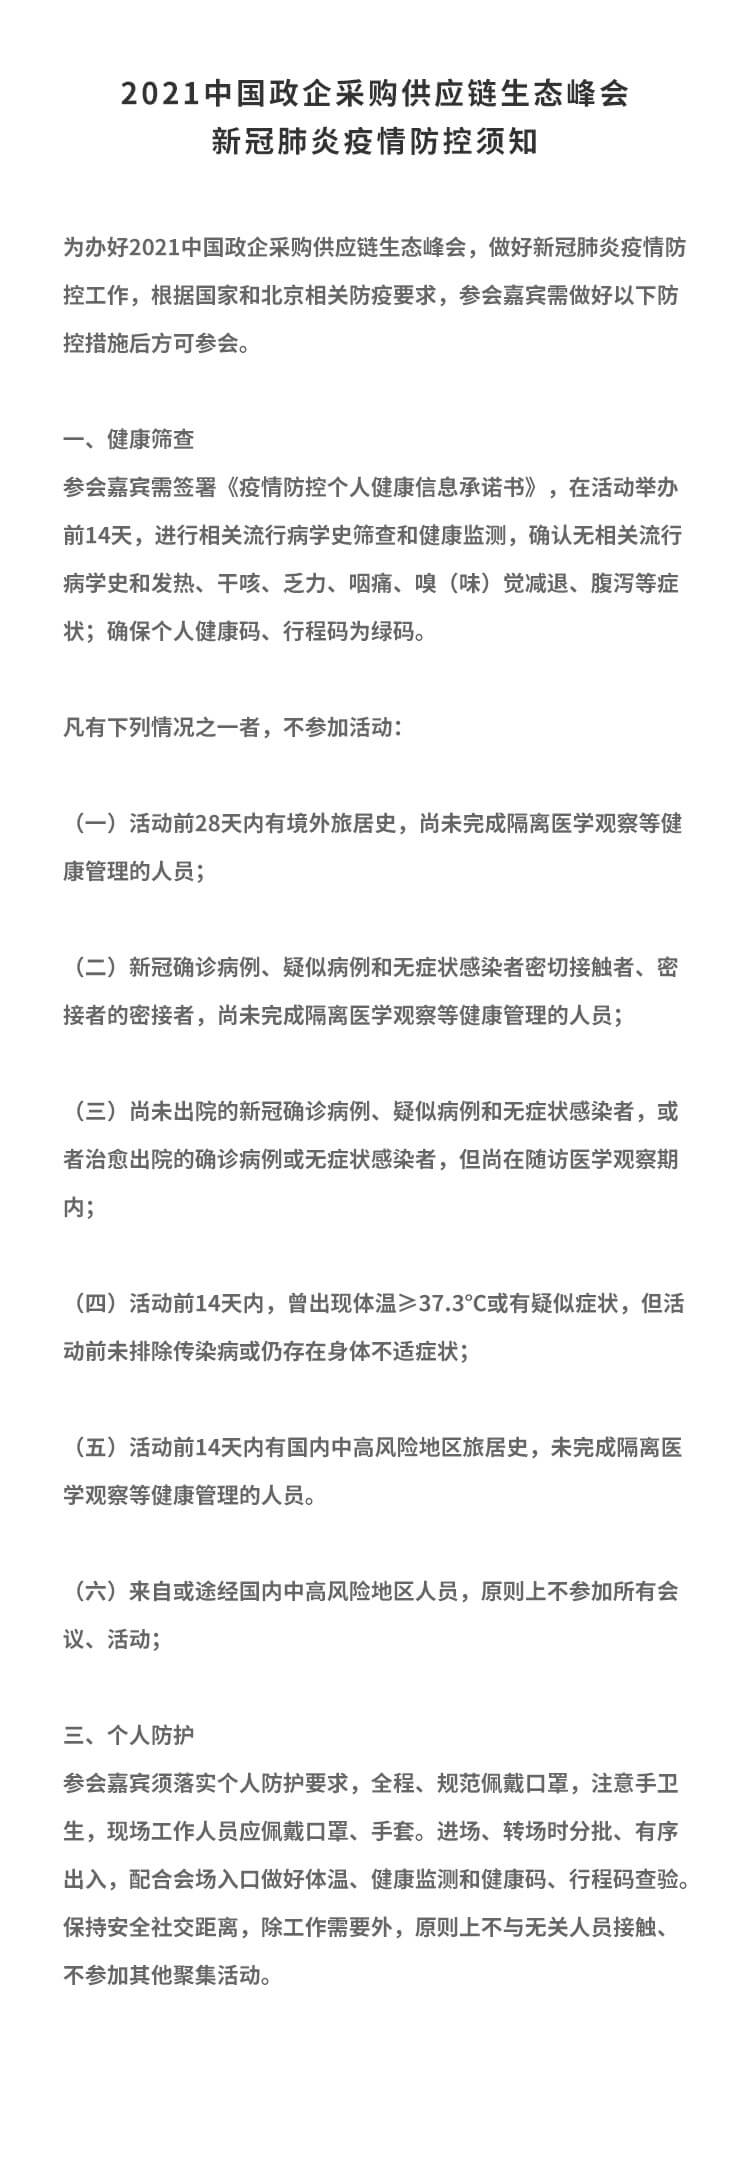 2021中国政企采购供应链生态峰会
新冠肺炎疫情防控须知
为办好2021中国政企采购供应链生态峰会，做好新冠肺炎疫情防
控工作，根据国家和北京相关防疫要求，参会嘉宾需做好以下防
控措施后方可参会。
一、健康筛查
参会嘉宾需签署《疫情防控个人健康信息承诺书》，在活动举办
前14天，进行相关流行病学史筛查和健康监测，确认无相关流行
病学史和发热、干咳、乏力、咽痛、嗅（味）觉减退、腹泻等症
状；确保个人健康码、行程码为绿码。
凡有下列情况之一者，不参加活动：
（一）活动前28天内有境外旅居史，尚未完成隔离医学观察等健
康管理的人员；
（二）新冠确诊病例、疑似病例和无症状感染者密切接触者、密
接者的密接者，尚未完成隔离医学观察等健康管理的人员；
（三）尚未出院的新冠确诊病例、疑似病例和无症状感染者，或
者治愈出院的确诊病例或无症状感染者，但尚在随访医学观察期
内；
（四）活动前14天内，曾出现体温≥37.3℃或有疑似症状，但活
动前未排除传染病或仍存在身体不适症状；
（五）活动前14天内有国内中高风险地区旅居史，未完成隔离医
学观察等健康管理的人员。
（六）来自或途经国内中高风险地区人员，原则上不参加所有会
议、活动；
三、个人防护
参会嘉宾须落实个人防护要求，全程、规范佩戴口罩，注意手卫
生，现场工作人员应佩戴口罩、手套。进场、转场时分批、有序
出入，配合会场入口做好体温、健康监测和健康码、行程码查验。
保持安全社交距离，除工作需要外，原则上不与无关人员接触、
不参加其他聚集活动。